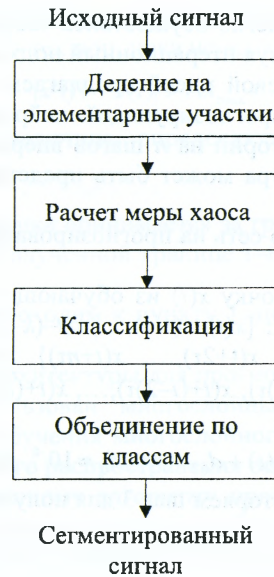 Исходный сигнал
Деление на
элементарные участки
Расчет меры хаоса
Классификация
Объединение по
классам
Сегментированный
сигнал